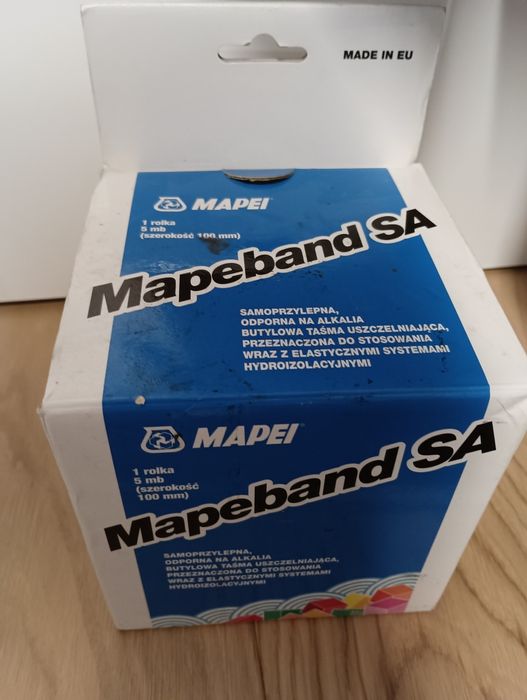 MADE IN EU
MAPEI
1 rolka
5 mb
(szerokość 100 mm)
Mapeband SA
SAMOPRZYLEPNA,
ODPORNA NA ALKALIA
BUTYLOWA TAŚMA USZCZELNIAJĄCA,
PRZEZNACZONA DO STOSOWANIA
WRAZ Z ELASTYCZNYMI SYSTEMAMI
HYDROIZOLACYJNYMI
MAPEI
1 rolka
5 mb
(szerokość
100 mm)
Mapeband SA
SAMOPRZYLEPNA,
ODPORNA NA ALKALIA
BUTYLOWA TAŚMA USZCZELNIAJĄCA,
PRZEZNACZONA DO STOSOWANIA
WRAZ Z ELASTYCZNYMI SYSTEMAMI
HYDROIZOLACYJNYMI